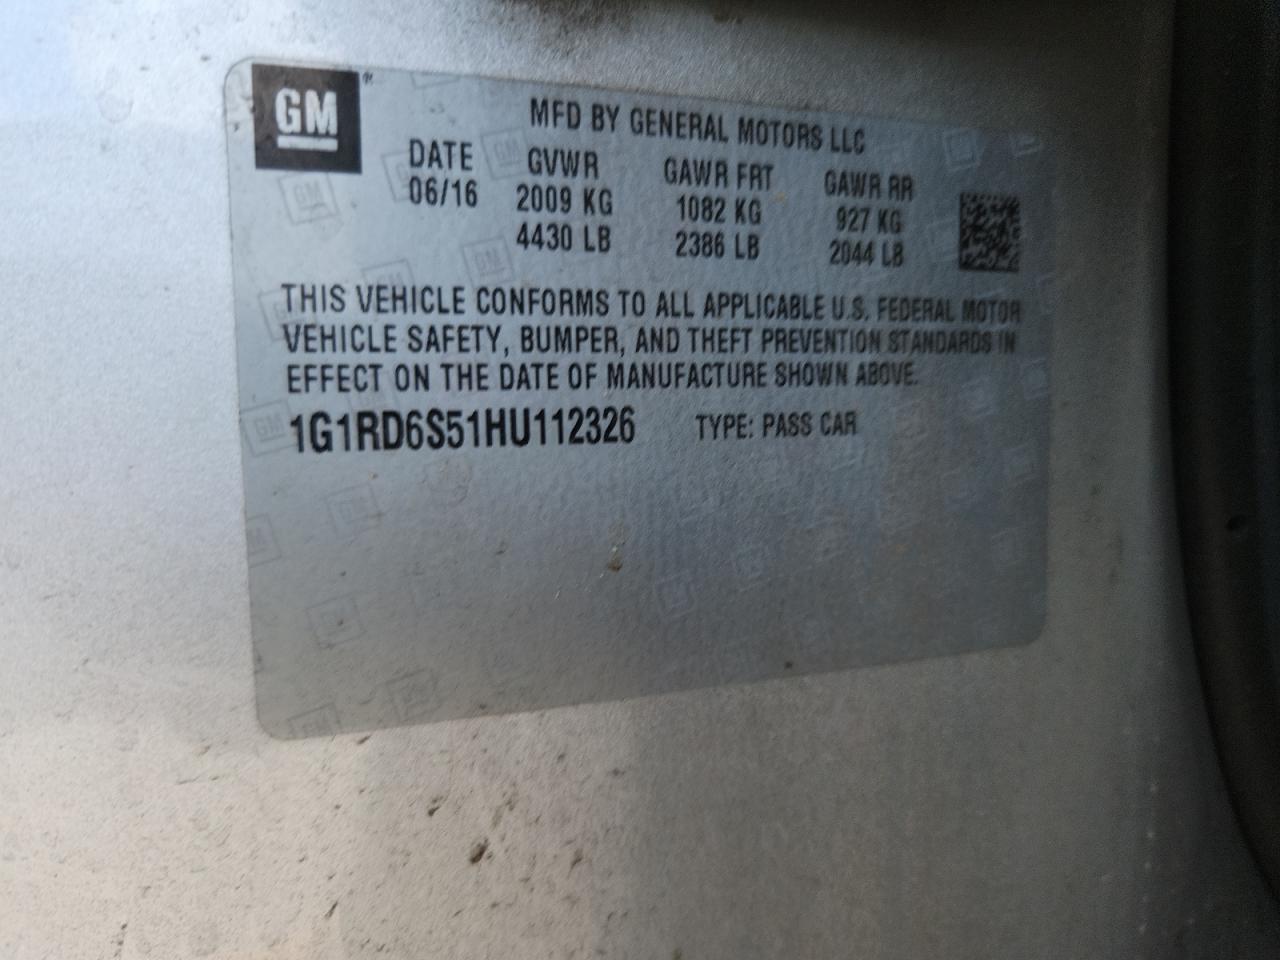 GM®
MFD BY GENERAL MOTORS LLC
DATE GVWR GAWR FRT GAWR RR
06/16 2009 KG 1082 KG 927 KG
4430 LB 2386 LB 2044 LB
THIS VEHICLE CONFORMS TO ALL APPLICABLE U.S. FEDERAL MOTOR
VEHICLE SAFETY, BUMPER, AND THEFT PREVENTION STANDARDS IN
EFFECT ON THE DATE OF MANUFACTURE SHOWN ABOVE.
1G1RD6S51HU112326 TYPE: PASS CAR